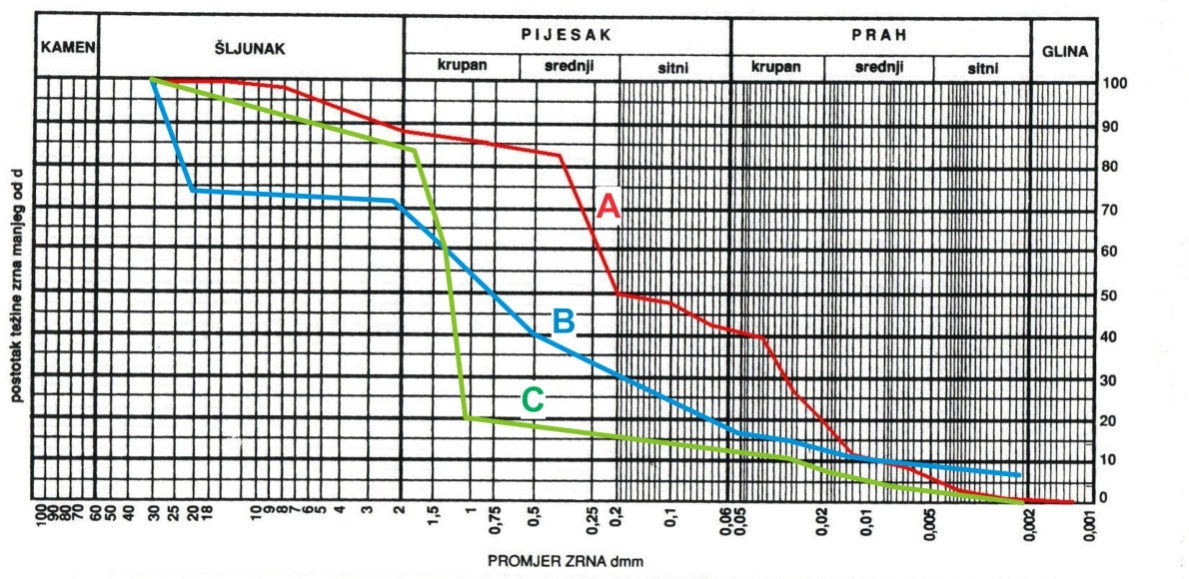 KAMEN
ŠLJUNAK
PIJESAK
PRAH
GLINA
krupan
srednji
sitni
krupan
srednji
sitni
100
90
80
70
60
50
40
30
20
10
0
A
B
C
postotak težine zrna manjeg od d
100
90
80
70
60
50
40
30
25
20
18
10
9
8
7
6
5
4
3
2
1,5
1
0,75
0,5
0,25
0,2
0,1
0,06
0,05
0,02
0,01
0,005
0,002
0,001
PROMJER ZRNA dmm